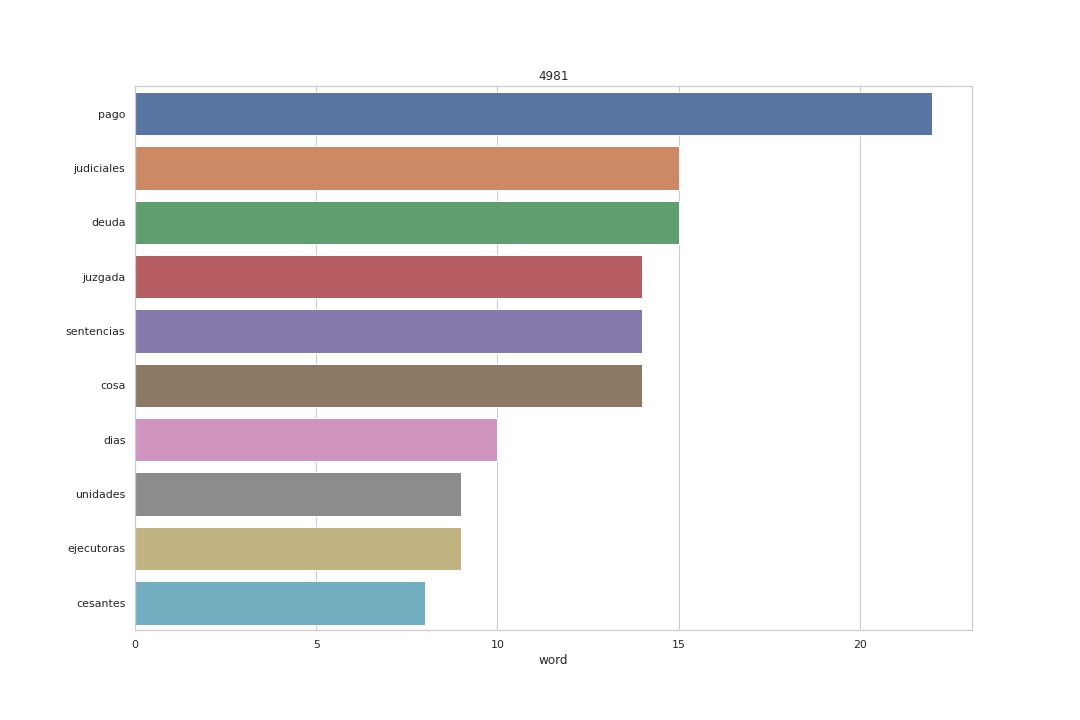 4981
pago
judiciales
deuda
juzgada
sentencias
cosa
dias
unidades
ejecutoras
cesantes
0 5 10 15 20
word